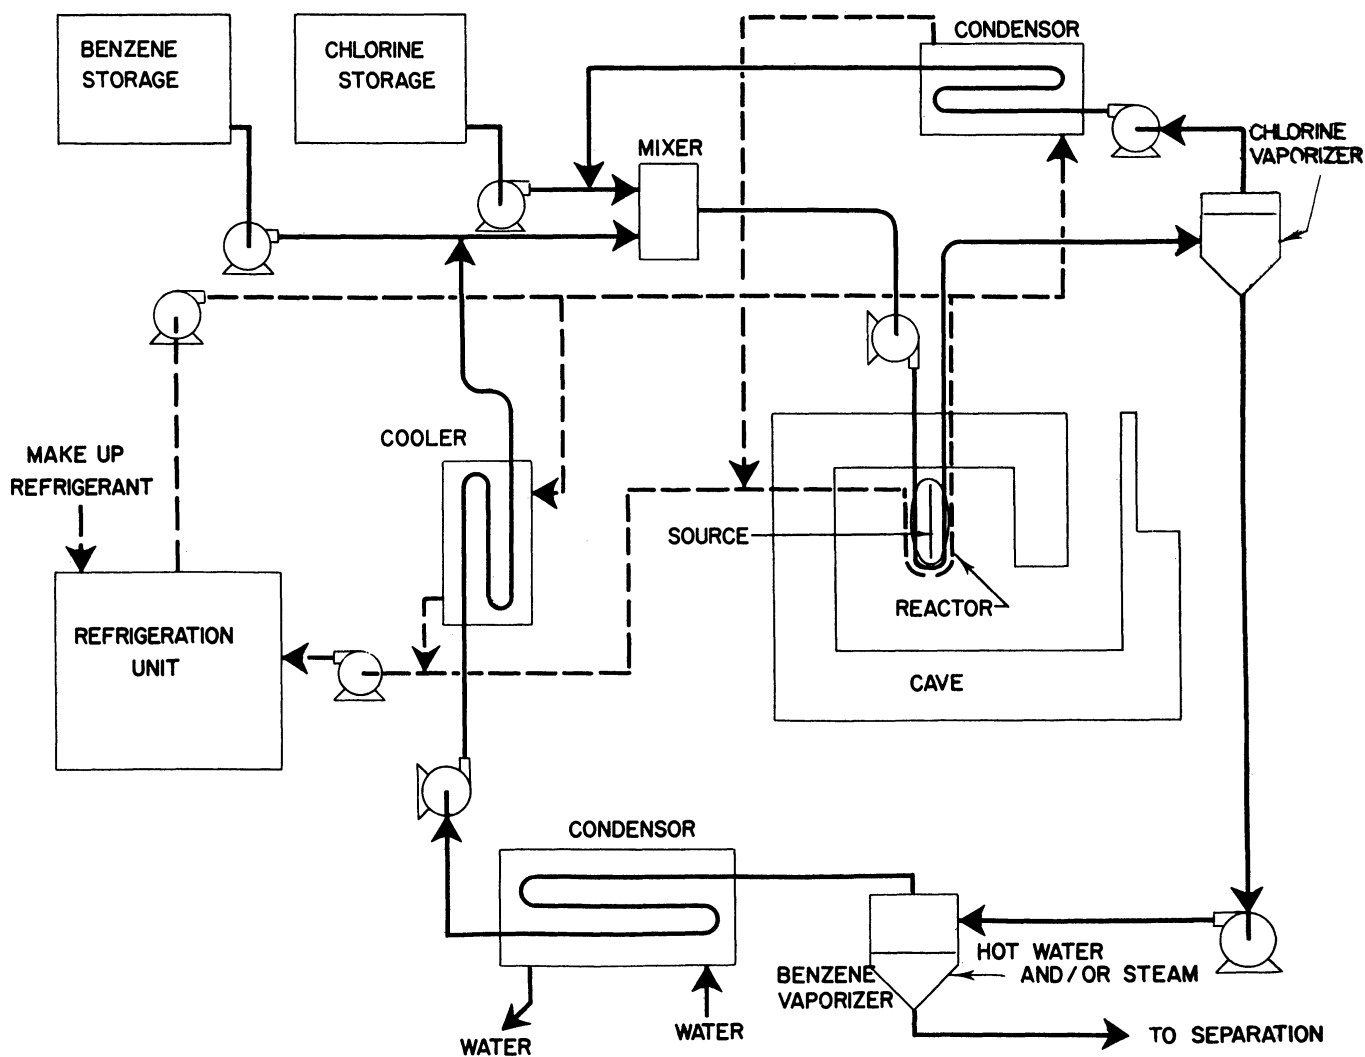 BENZENE
STORAGE
CHLORINE
STORAGE
CONDENSOR
MIXER
CHLORINE
VAPORIZER
COOLER
MAKE UP
REFRIGERANT
SOURCE
REACTOR
REFRIGERATION
UNIT
CAVE
CONDENSOR
HOT WATER
AND/OR STEAM
BENZENE
VAPORIZER
WATER
WATER
TO SEPARATION